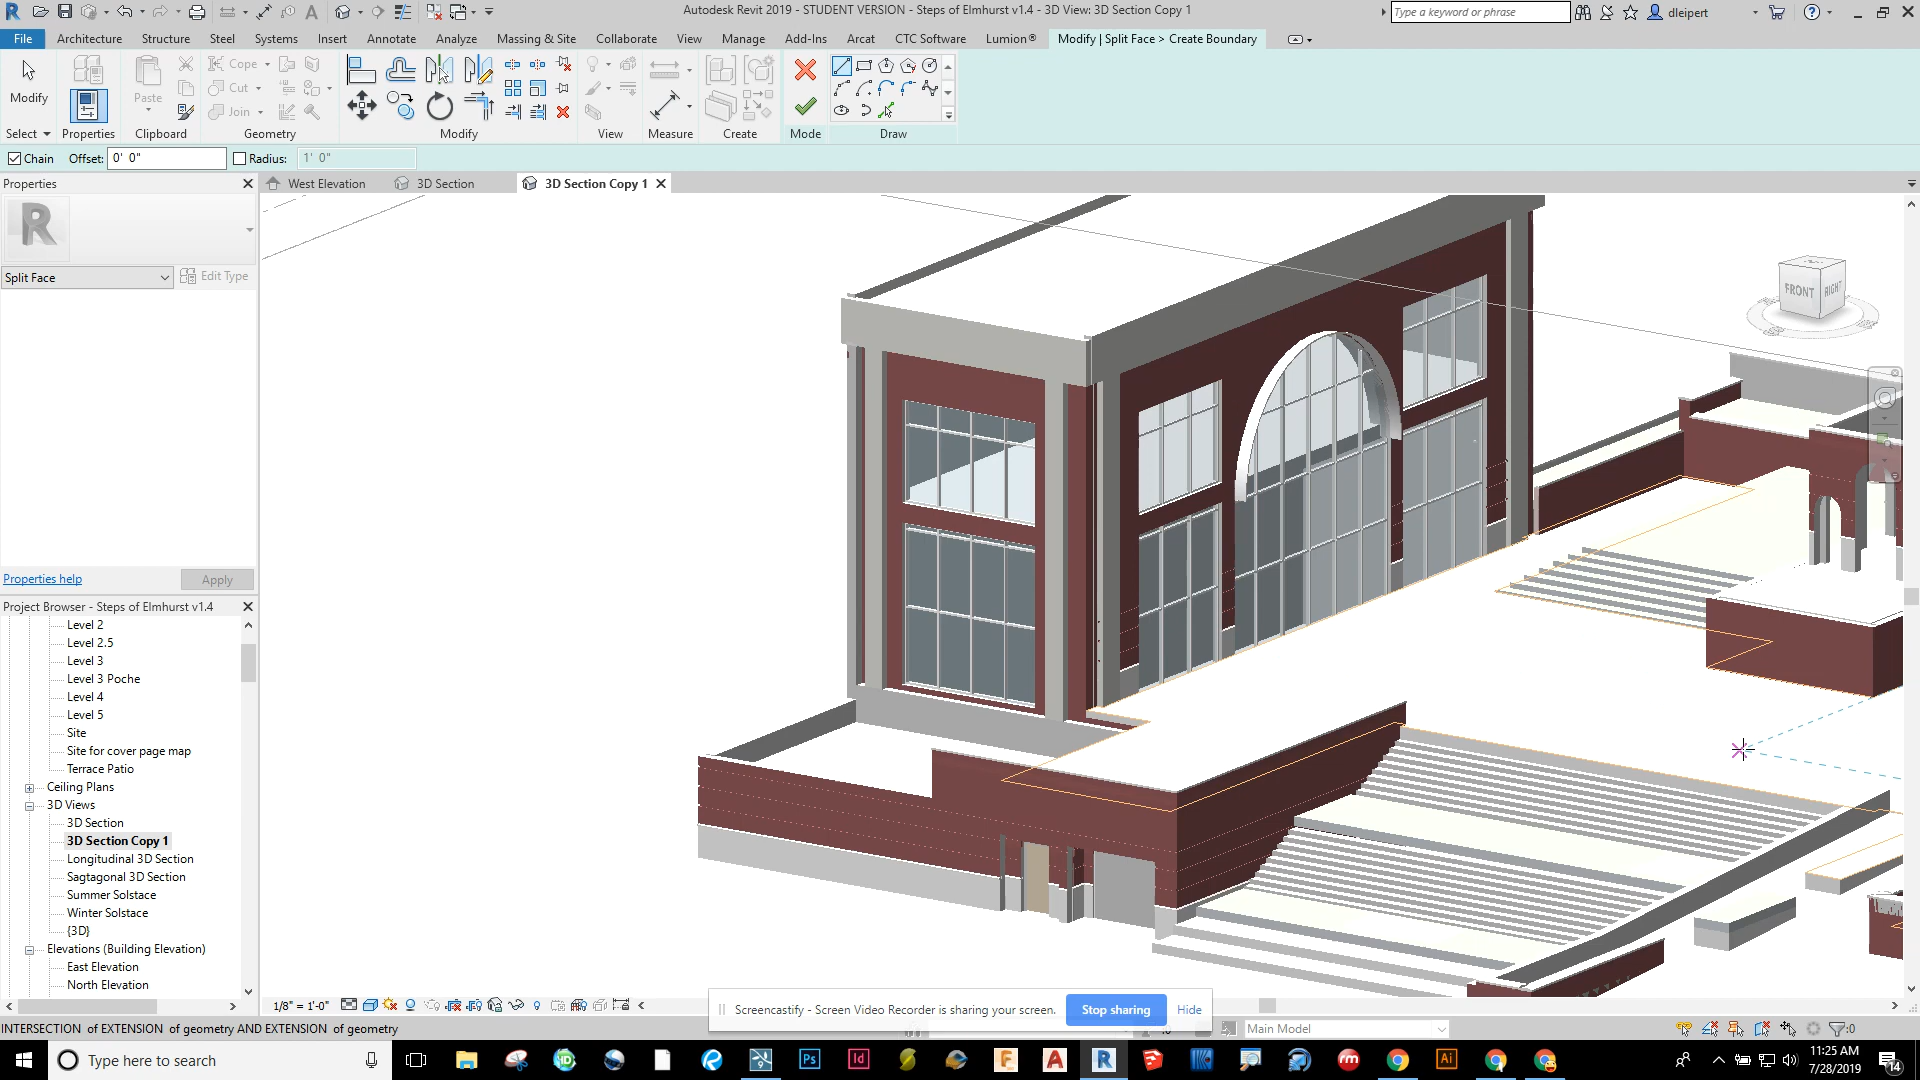 Autodesk Revit 2019 - STUDENT VERSION - Steps of Elmhurst v1.4 - 3D View: 3D Section Copy 1
Type a keyword or phrase
dleipert
File Architecture Structure Steel Systems Insert Annotate Analyze Massing & Site Collaborate View Manage Add-Ins Arcat CTC Software Lumion® Modify | Split Face > Create Boundary
Modify
Paste
Cope
Cut
Join
Select Properties Clipboard Geometry Modify View Measure Create Mode Draw
Chain Offset: 0' 0" Radius: 1' 0"
Properties
West Elevation 3D Section 3D Section Copy 1
R
Split Face Edit Type
FRONT RIGHT
Properties help Apply
Project Browser - Steps of Elmhurst v1.4
Level 2
Level 2.5
Level 3
Level 3 Poche
Level 4
Level 5
Site
Site for cover page map
Terrace Patio
Ceiling Plans
3D Views
3D Section
3D Section Copy 1
Longitudinal 3D Section
Sagtagonal 3D Section
Summer Solstace
Winter Solstace
{3D}
Elevations (Building Elevation)
East Elevation
North Elevation
1/8" = 1'-0"
Screencastify - Screen Video Recorder is sharing your screen. Stop sharing Hide
INTERSECTION of EXTENSION of geometry AND EXTENSION of geometry
Main Model
:0
Type here to search
Ps
Id
F
A
R
rm
Ai
11:25 AM
7/28/2019
14